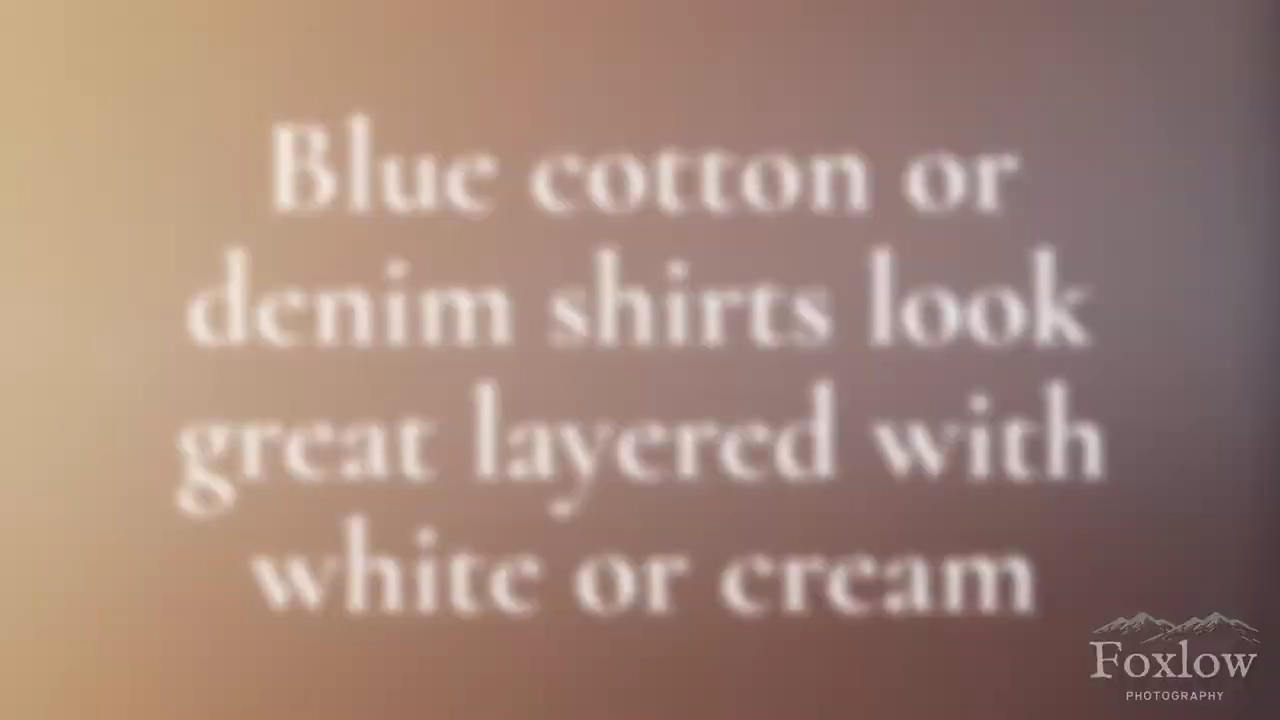 Blue cotton or
denim shirts look
great layered with
white or cream
Foxlow
PHOTOGRAPHY